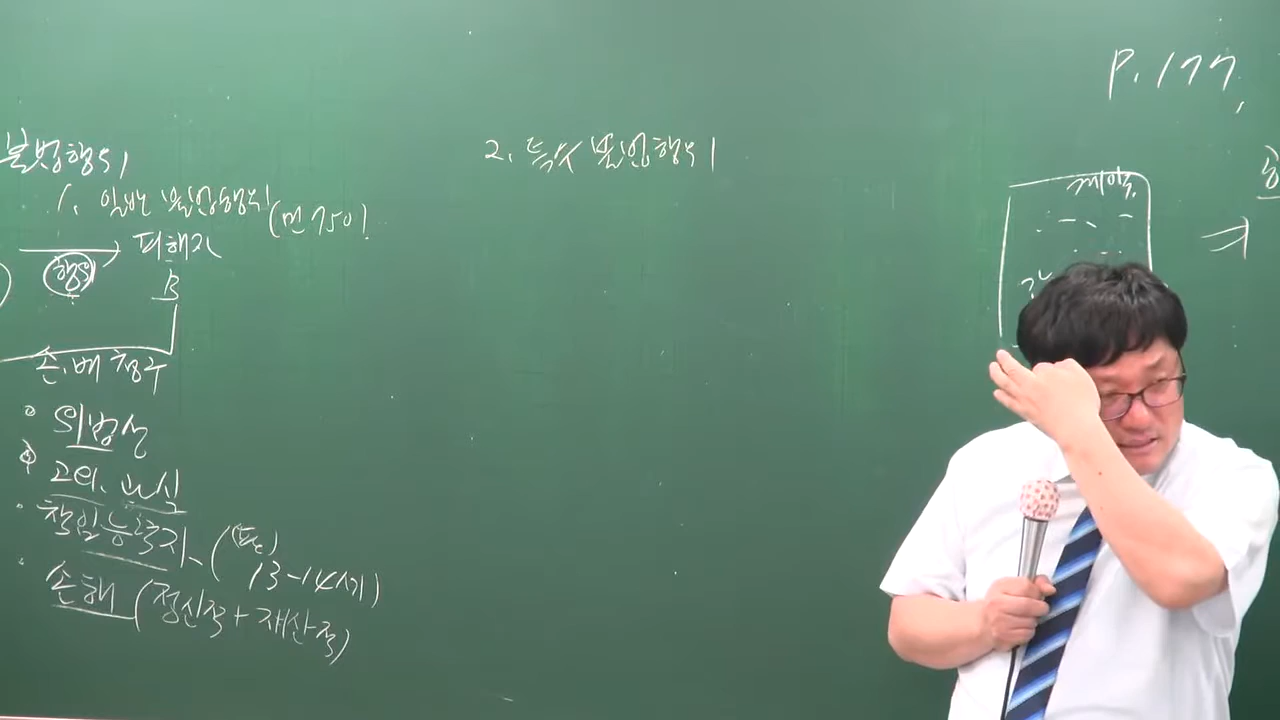 불법행위
1. 일반 불법행위 (민 750)
피해자
행위
B
손.배 청구
위법성
고의. 과실
책임능력자 - (
13-14세)
손해 (정신적 + 재산적)
2. 특수 불법행위
P. 177
계약